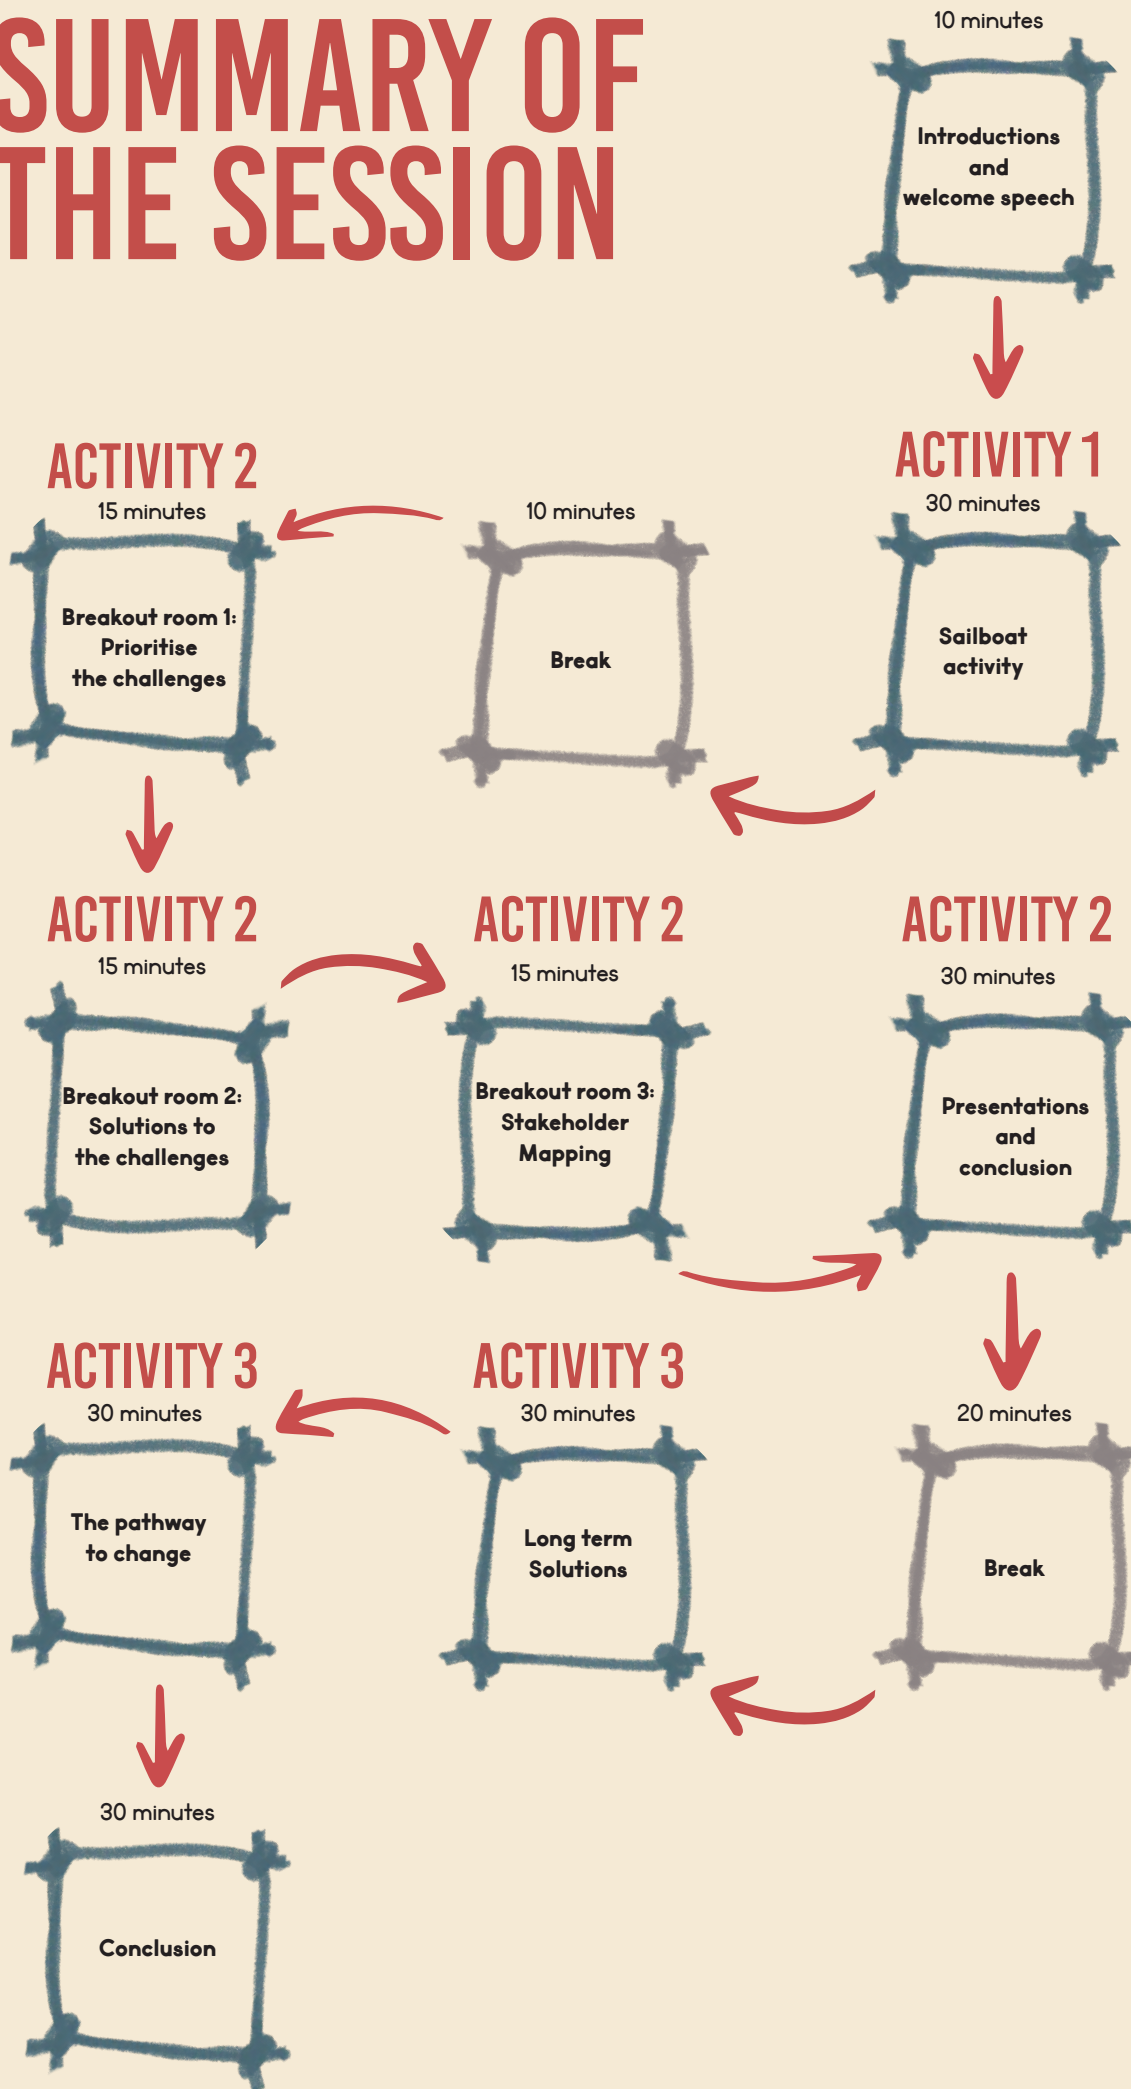 SUMMARY OF
THE SESSION
10 minutes
Introductions
and
welcome speech
ACTIVITY 1
30 minutes
Sailboat
activity
10 minutes
Break
ACTIVITY 2
15 minutes
Breakout room 1:
Prioritise
the challenges
ACTIVITY 2
15 minutes
Breakout room 2:
Solutions to
the challenges
ACTIVITY 2
15 minutes
Breakout room 3:
Stakeholder
Mapping
ACTIVITY 2
30 minutes
Presentations
and
conclusion
20 minutes
Break
ACTIVITY 3
30 minutes
Long term
Solutions
ACTIVITY 3
30 minutes
The pathway
to change
30 minutes
Conclusion